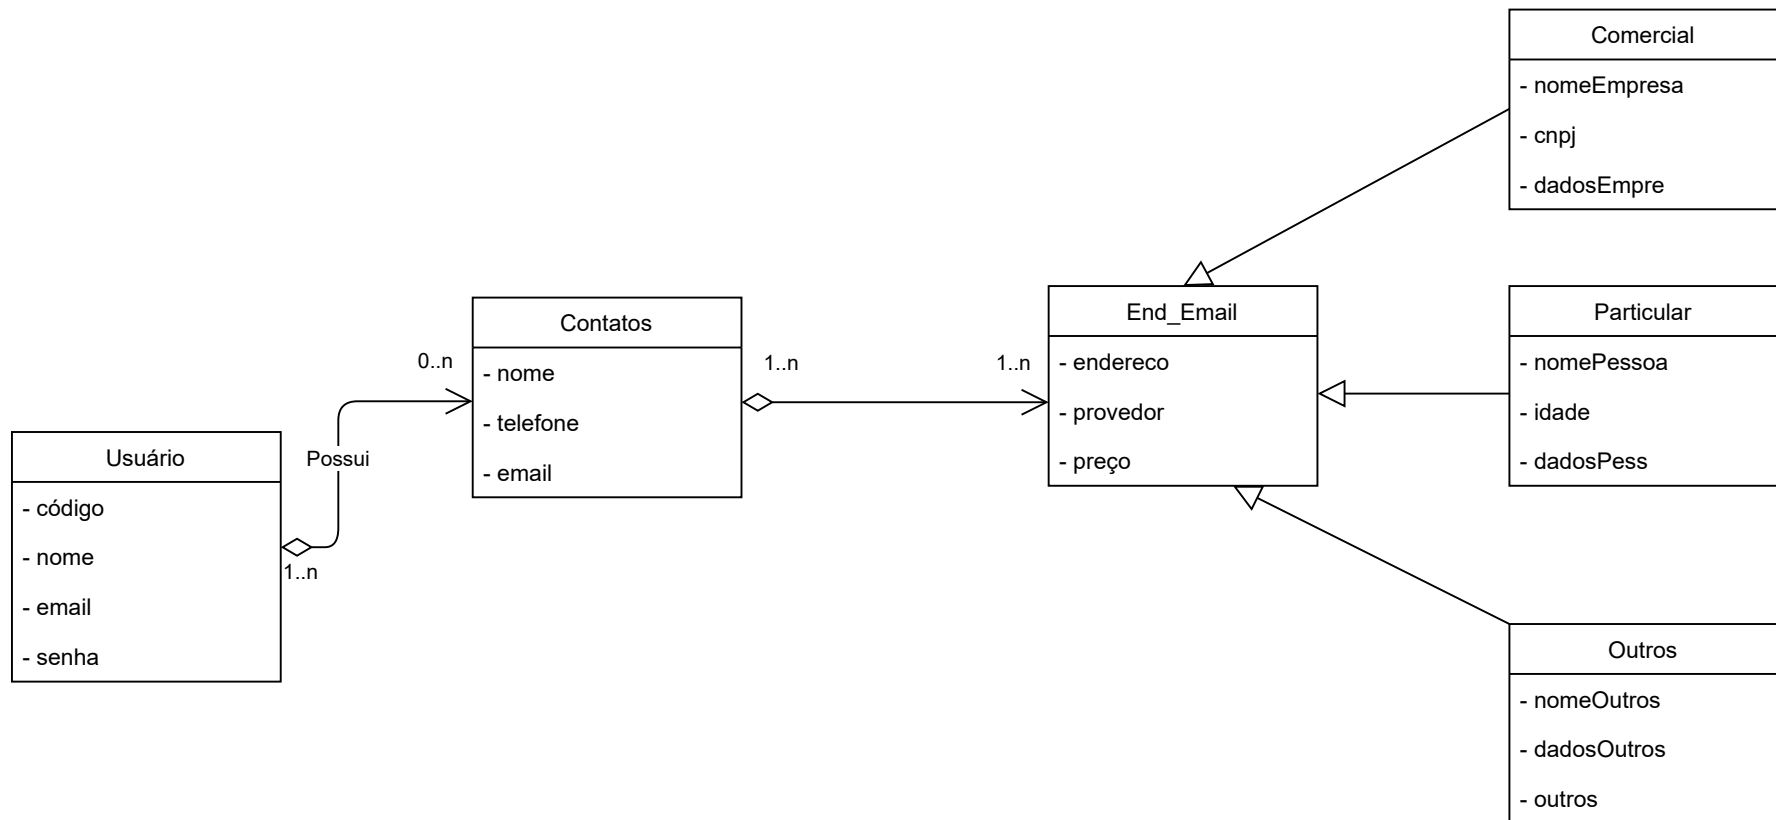 Comercial
- nomeEmpresa
- cnpj
- dadosEmpre
Usuário
- código
- nome
- email
- senha
1..n
Possui
0..n
Contatos
- nome
- telefone
- email
1..n
1..n
End_Email
- endereco
- provedor
- preço
Particular
- nomePessoa
- idade
- dadosPess
Outros
- nomeOutros
- dadosOutros
- outros